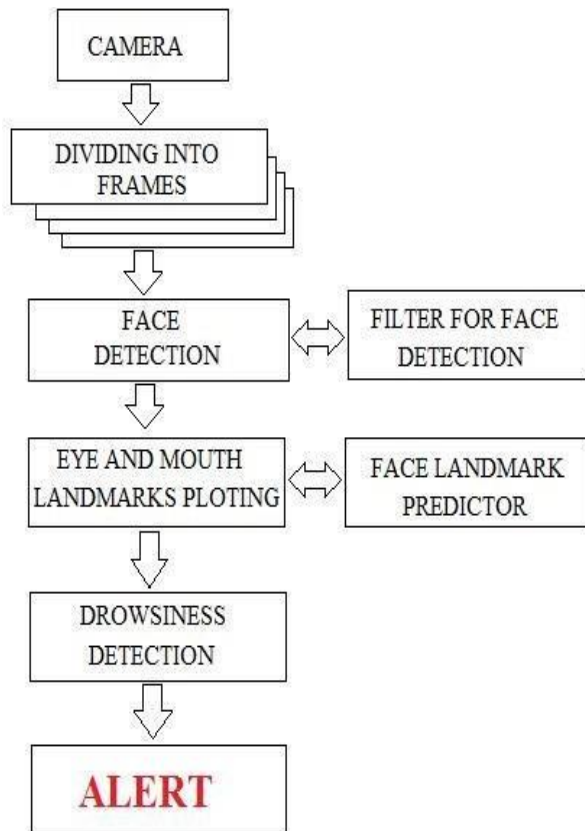 CAMERA
DIVIDING INTO
FRAMES
FACE
DETECTION
FILTER FOR FACE
DETECTION
EYE AND MOUTH
LANDMARKS PLOTING
FACE LANDMARK
PREDICTOR
DROWSINESS
DETECTION
ALERT